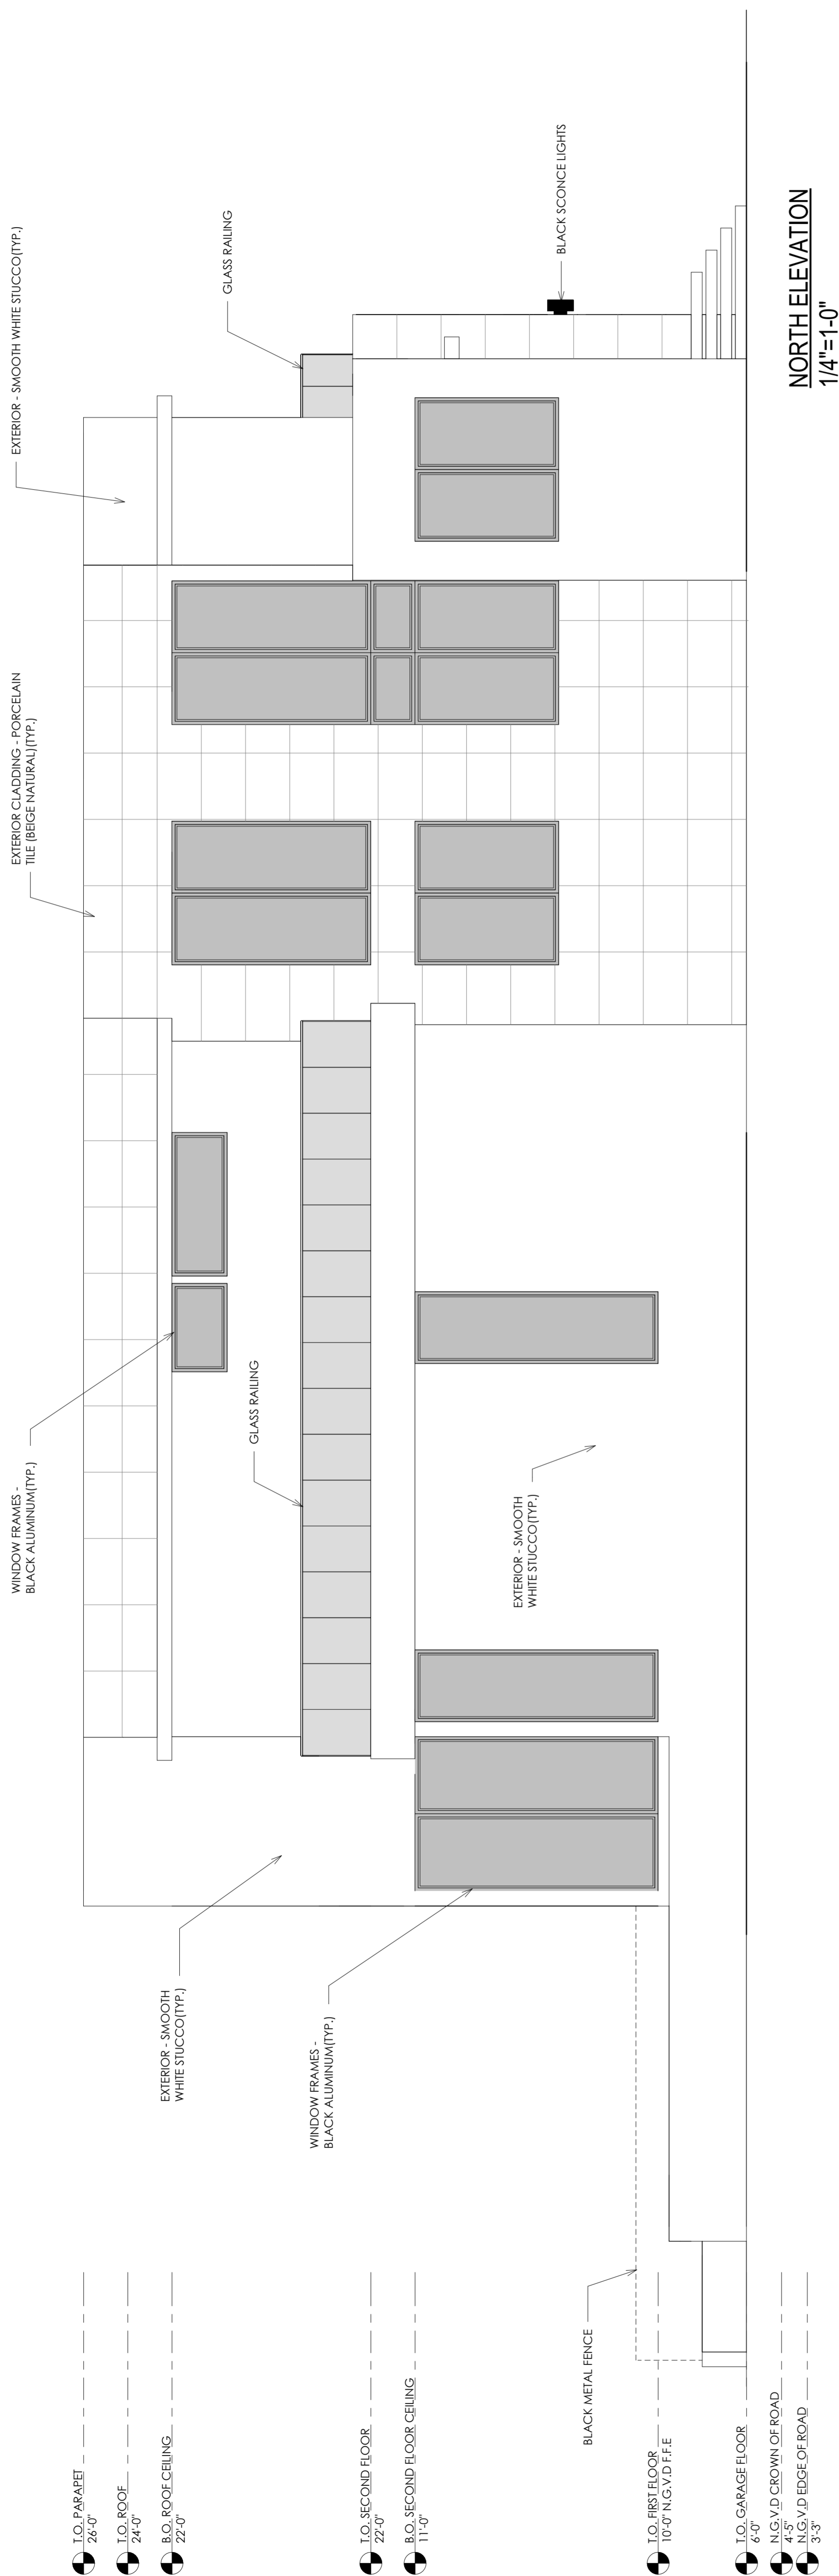 EXTERIOR - SMOOTH WHITE STUCCO(TYP.)
GLASS RAILING
BLACK SCONCE LIGHTS
EXTERIOR CLADDING - PORCELAIN
TILE (BEIGE NATURAL)(TYP.)
WINDOW FRAMES -
BLACK ALUMINUM(TYP.)
GLASS RAILING
EXTERIOR - SMOOTH
WHITE STUCCO(TYP.)
EXTERIOR - SMOOTH
WHITE STUCCO(TYP.)
WINDOW FRAMES -
BLACK ALUMINUM(TYP.)
BLACK METAL FENCE
T.O. PARAPET
26'-0"
T.O. ROOF
24'-0"
B.O. ROOF CEILING
22'-0"
T.O. SECOND FLOOR
22'-0"
B.O. SECOND FLOOR CEILING
11'-0"
T.O. FIRST FLOOR
10'-0" N.G.V.D F.F.E
T.O. GARAGE FLOOR
6'-0"
N.G.V.D CROWN OF ROAD
4'-5"
N.G.V.D EDGE OF ROAD
3'-3"
NORTH ELEVATION
1/4"=1-0"